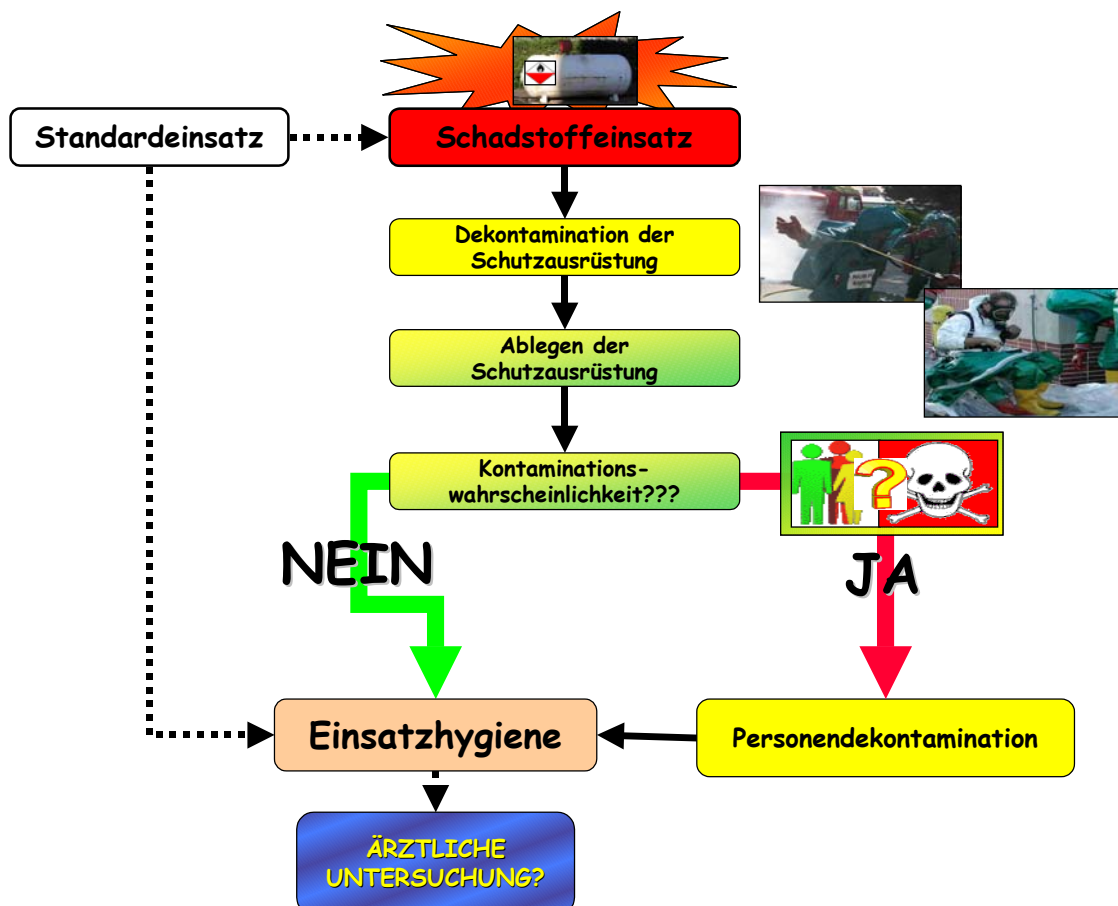 Standardeinsatz
Schadstoffeinsatz
Dekontamination der
Schutzausrüstung
Ablegen der
Schutzausrüstung
Kontaminations-
wahrscheinlichkeit???
?
NEIN
JA
Einsatzhygiene
Personendekontamination
ÄRZTLICHE
UNTERSUCHUNG?